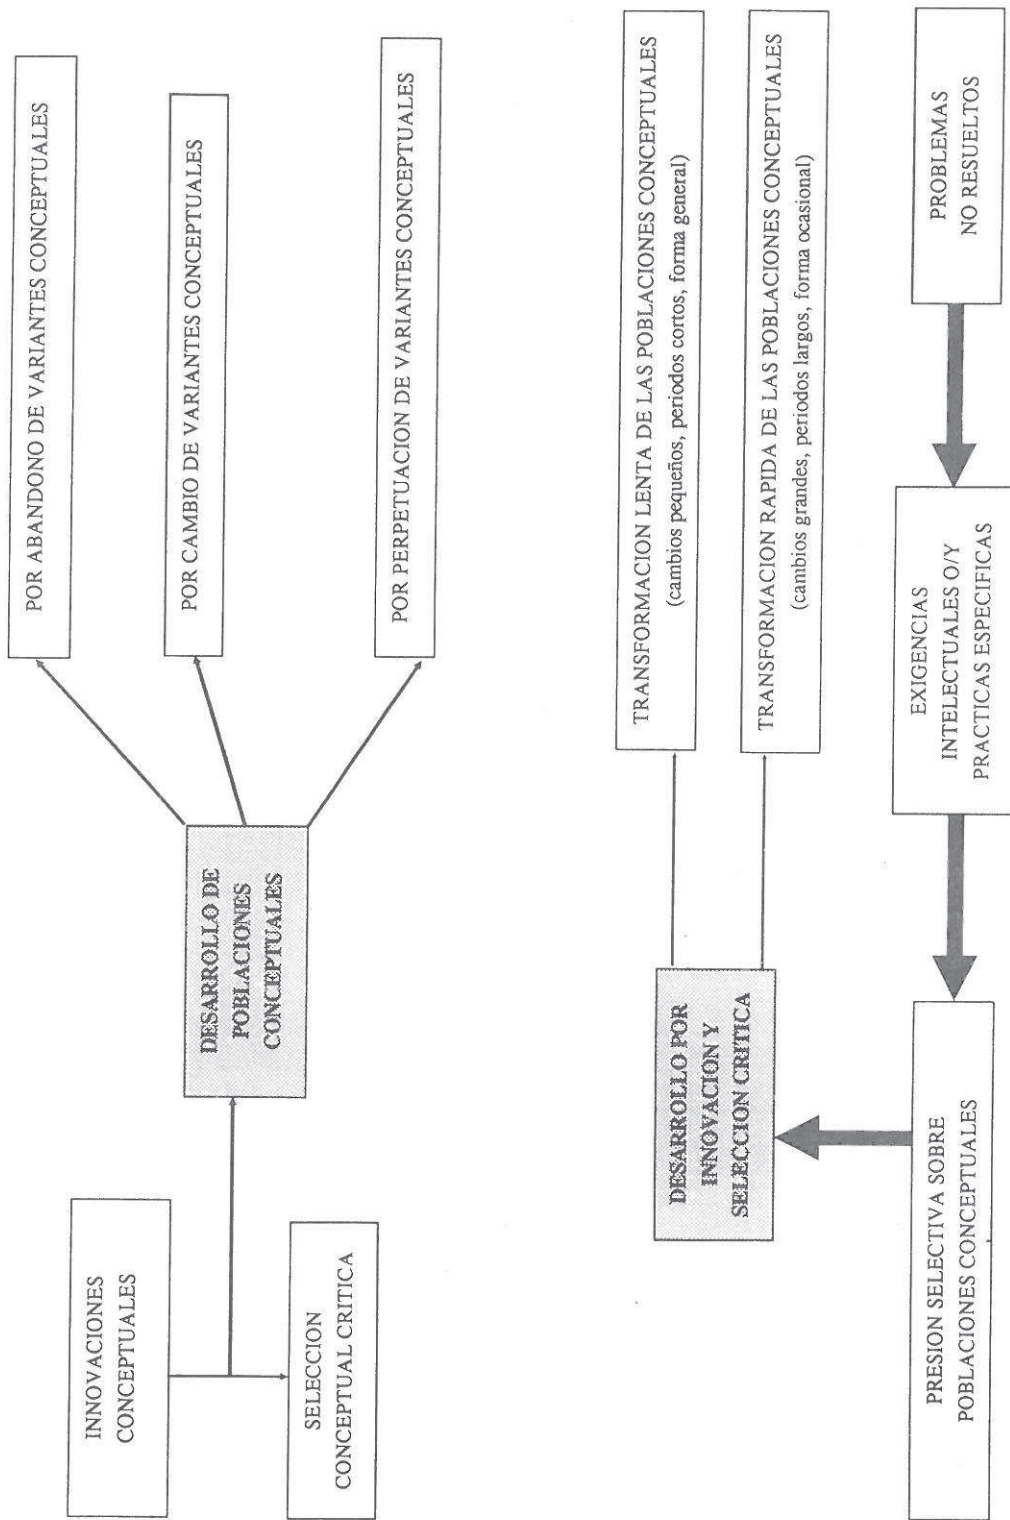 INNOVACIONES
CONCEPTUALES
SELECCION
CONCEPTUAL CRITICA
DESARROLLO DE
POBLACIONES
CONCEPTUALES
POR ABANDONO DE VARIANTES CONCEPTUALES
POR CAMBIO DE VARIANTES CONCEPTUALES
POR PERPETUACION DE VARIANTES CONCEPTUALES
TRANSFORMACION LENTA DE LAS POBLACIONES CONCEPTUALES
(cambios pequeños, periodos cortos, forma general)
TRANSFORMACION RAPIDA DE LAS POBLACIONES CONCEPTUALES
(cambios grandes, periodos largos, forma ocasional)
DESARROLLO POR
INNOVACION Y
SELECCION CRITICA
PRESION SELECTIVA SOBRE
POBLACIONES CONCEPTUALES
EXIGENCIAS
INTELECTUALES O/Y
PRACTICAS ESPECIFICAS
PROBLEMAS
NO RESUELTOS